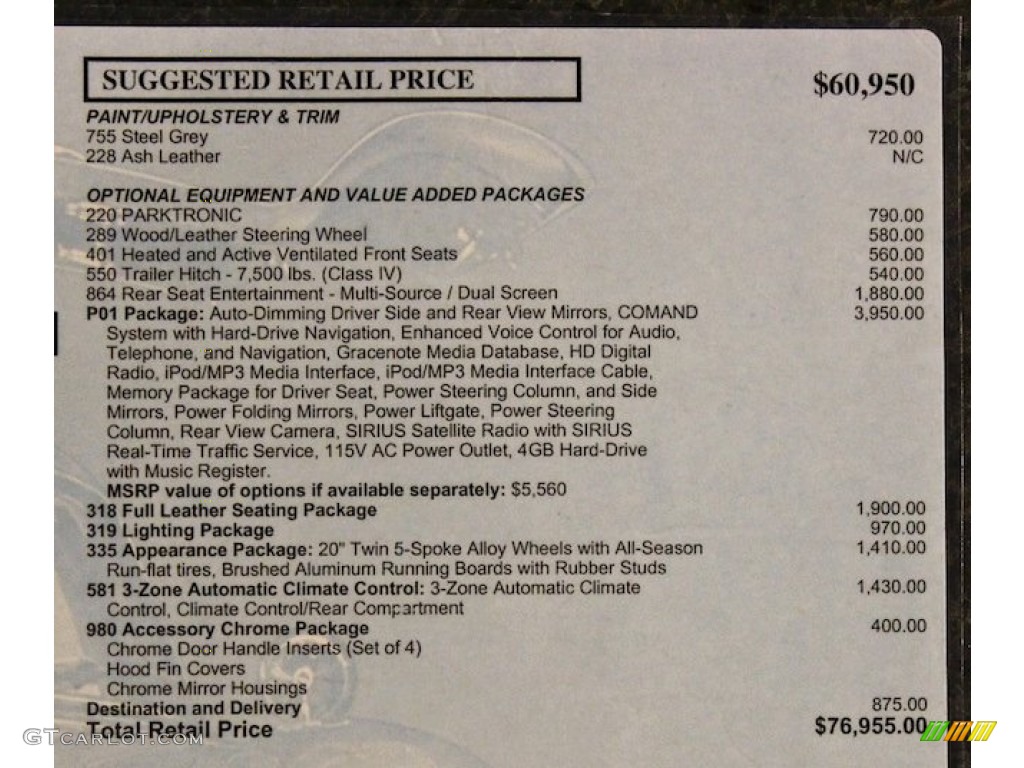 SUGGESTED RETAIL PRICE $60,950
PAINT/UPHOLSTERY & TRIM
755 Steel Grey 720.00
228 Ash Leather N/C
OPTIONAL EQUIPMENT AND VALUE ADDED PACKAGES
220 PARKTRONIC 790.00
289 Wood/Leather Steering Wheel 580.00
401 Heated and Active Ventilated Front Seats 560.00
550 Trailer Hitch - 7,500 lbs. (Class IV) 540.00
864 Rear Seat Entertainment - Multi-Source / Dual Screen 1,880.00
P01 Package: Auto-Dimming Driver Side and Rear View Mirrors, COMAND 3,950.00
System with Hard-Drive Navigation, Enhanced Voice Control for Audio,
Telephone, and Navigation, Gracenote Media Database, HD Digital
Radio, iPod/MP3 Media Interface, iPod/MP3 Media Interface Cable,
Memory Package for Driver Seat, Power Steering Column, and Side
Mirrors, Power Folding Mirrors, Power Liftgate, Power Steering
Column, Rear View Camera, SIRIUS Satellite Radio with SIRIUS
Real-Time Traffic Service, 115V AC Power Outlet, 4GB Hard-Drive
with Music Register.
MSRP value of options if available separately: $5,560
318 Full Leather Seating Package 1,900.00
319 Lighting Package 970.00
335 Appearance Package: 20" Twin 5-Spoke Alloy Wheels with All-Season 1,410.00
Run-flat tires, Brushed Aluminum Running Boards with Rubber Studs
581 3-Zone Automatic Climate Control: 3-Zone Automatic Climate 1,430.00
Control, Climate Control/Rear Compartment
980 Accessory Chrome Package 400.00
Chrome Door Handle Inserts (Set of 4)
Hood Fin Covers
Chrome Mirror Housings
Destination and Delivery 875.00
Total Retail Price $76,955.00
GTCARLOT.COM